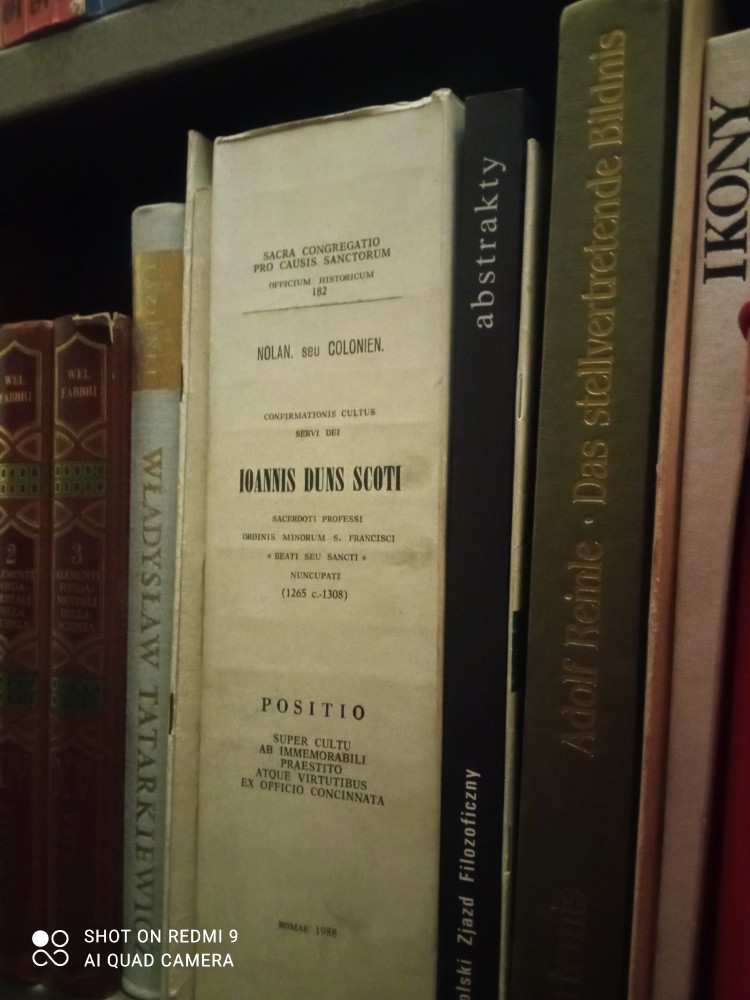 WEL
FABBRI
2
WEL
FABBRI
3
WŁADYSŁAW TATARKIEWICZ
SACRA CONGREGATIO
PRO CAUSIS SANCTORUM
OFFICIUM HISTORICUM
182
NOLAN. seu COLONIEN.
CONFIRMATIONIS CULTUS
SERVI DEI
IOANNIS DUNS SCOTI
SACERDOTI PROFESSI
ORDINIS MINORUM S. FRANCISCI
« BEATI SEU SANCTI »
NUNCUPATI
(1265 c.-1308)
POSITIO
SUPER CULTU
AB IMMEMORABILI
PRAESTITO
ATQUE VIRTUTIBUS
EX OFFICIO CONCINNATA
ROMAE 1988
abstrakty
olski Zjazd Filozoficzny
Adolf Reinle · Das stellvertretende Bildnis
IKONY
SHOT ON REDMI 9
AI QUAD CAMERA